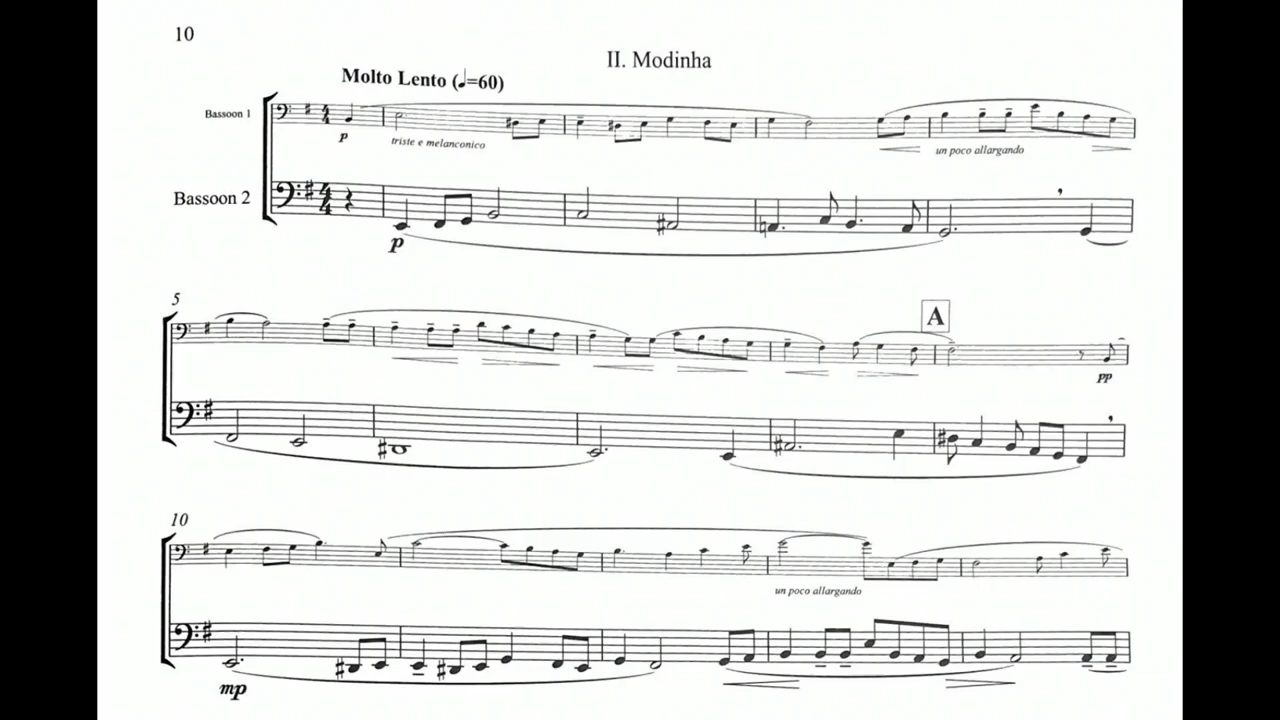 10
II. Modinha
Molto Lento (♩=60)
Bassoon 1
p
triste e melanconico
un poco allargando
Bassoon 2
p
5
A
pp
10
un poco allargando
mp